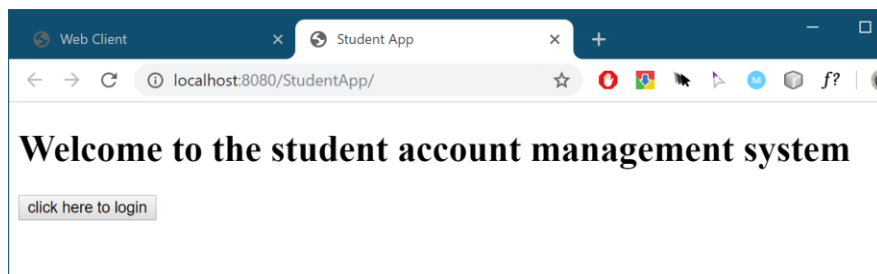 Web Client
Student App
localhost:8080/StudentApp/
M
f?
Welcome to the student account management system
click here to login